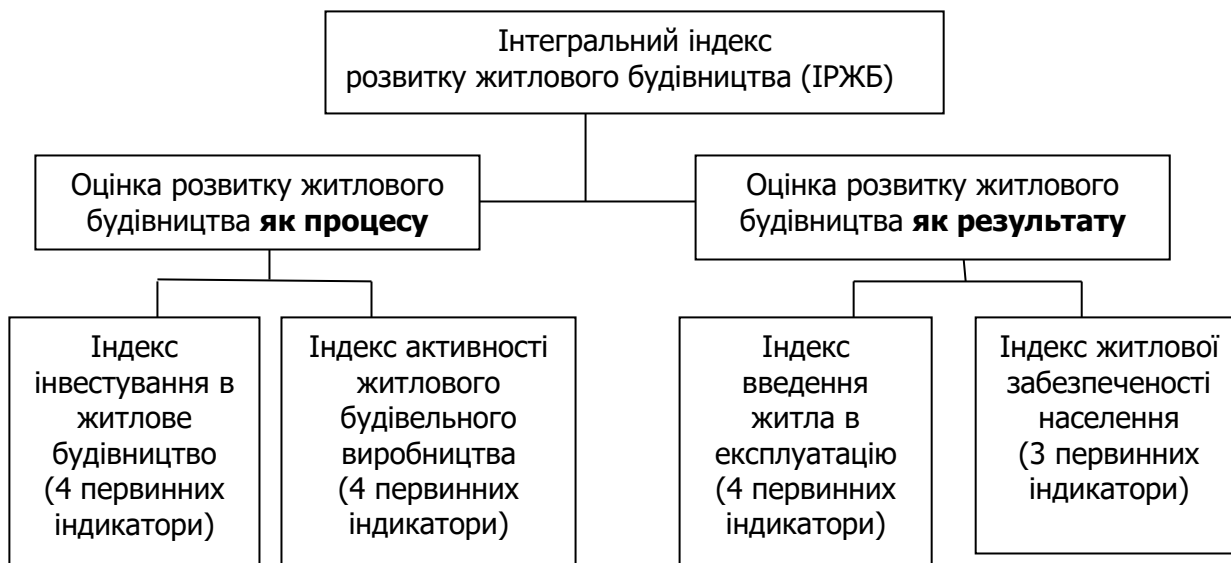 Інтегральний індекс
розвитку житлового будівництва (ІРЖБ)
Оцінка розвитку житлового
будівництва як процесу
Оцінка розвитку житлового
будівництва як результату
Індекс
інвестування в
житлове
будівництво
(4 первинних
індикатори)
Індекс активності
житлового
будівельного
виробництва
(4 первинних
індикатори)
Індекс
введення
житла в
експлуатацію
(4 первинних
індикатори)
Індекс житлової
забезпеченості
населення
(3 первинних
індикатори)